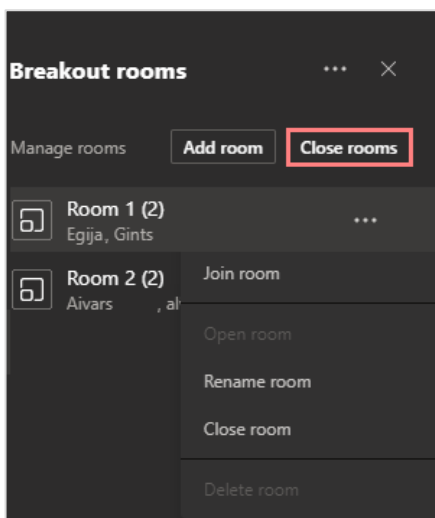 Breakout rooms
Manage rooms Add room Close rooms
Room 1 (2)
Egija, Gints
Room 2 (2)
Aivars , al
Join room
Open room
Rename room
Close room
Delete room